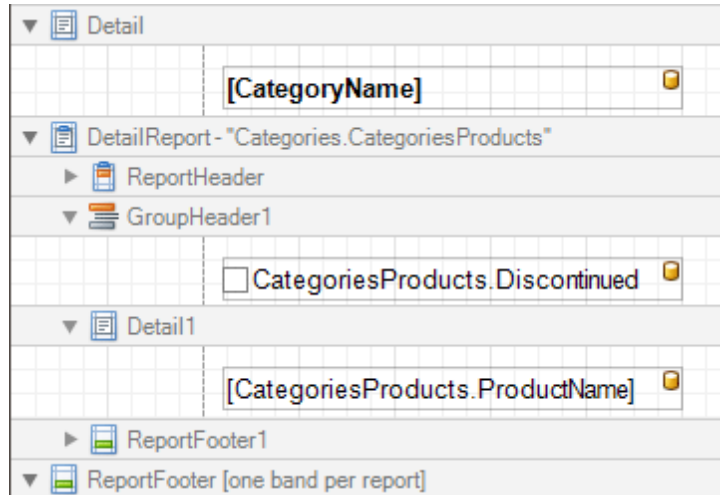 Detail
[CategoryName]
DetailReport - "Categories.CategoriesProducts"
ReportHeader
GroupHeader1
CategoriesProducts.Discontinued
Detail1
[CategoriesProducts.ProductName]
ReportFooter1
ReportFooter [one band per report]